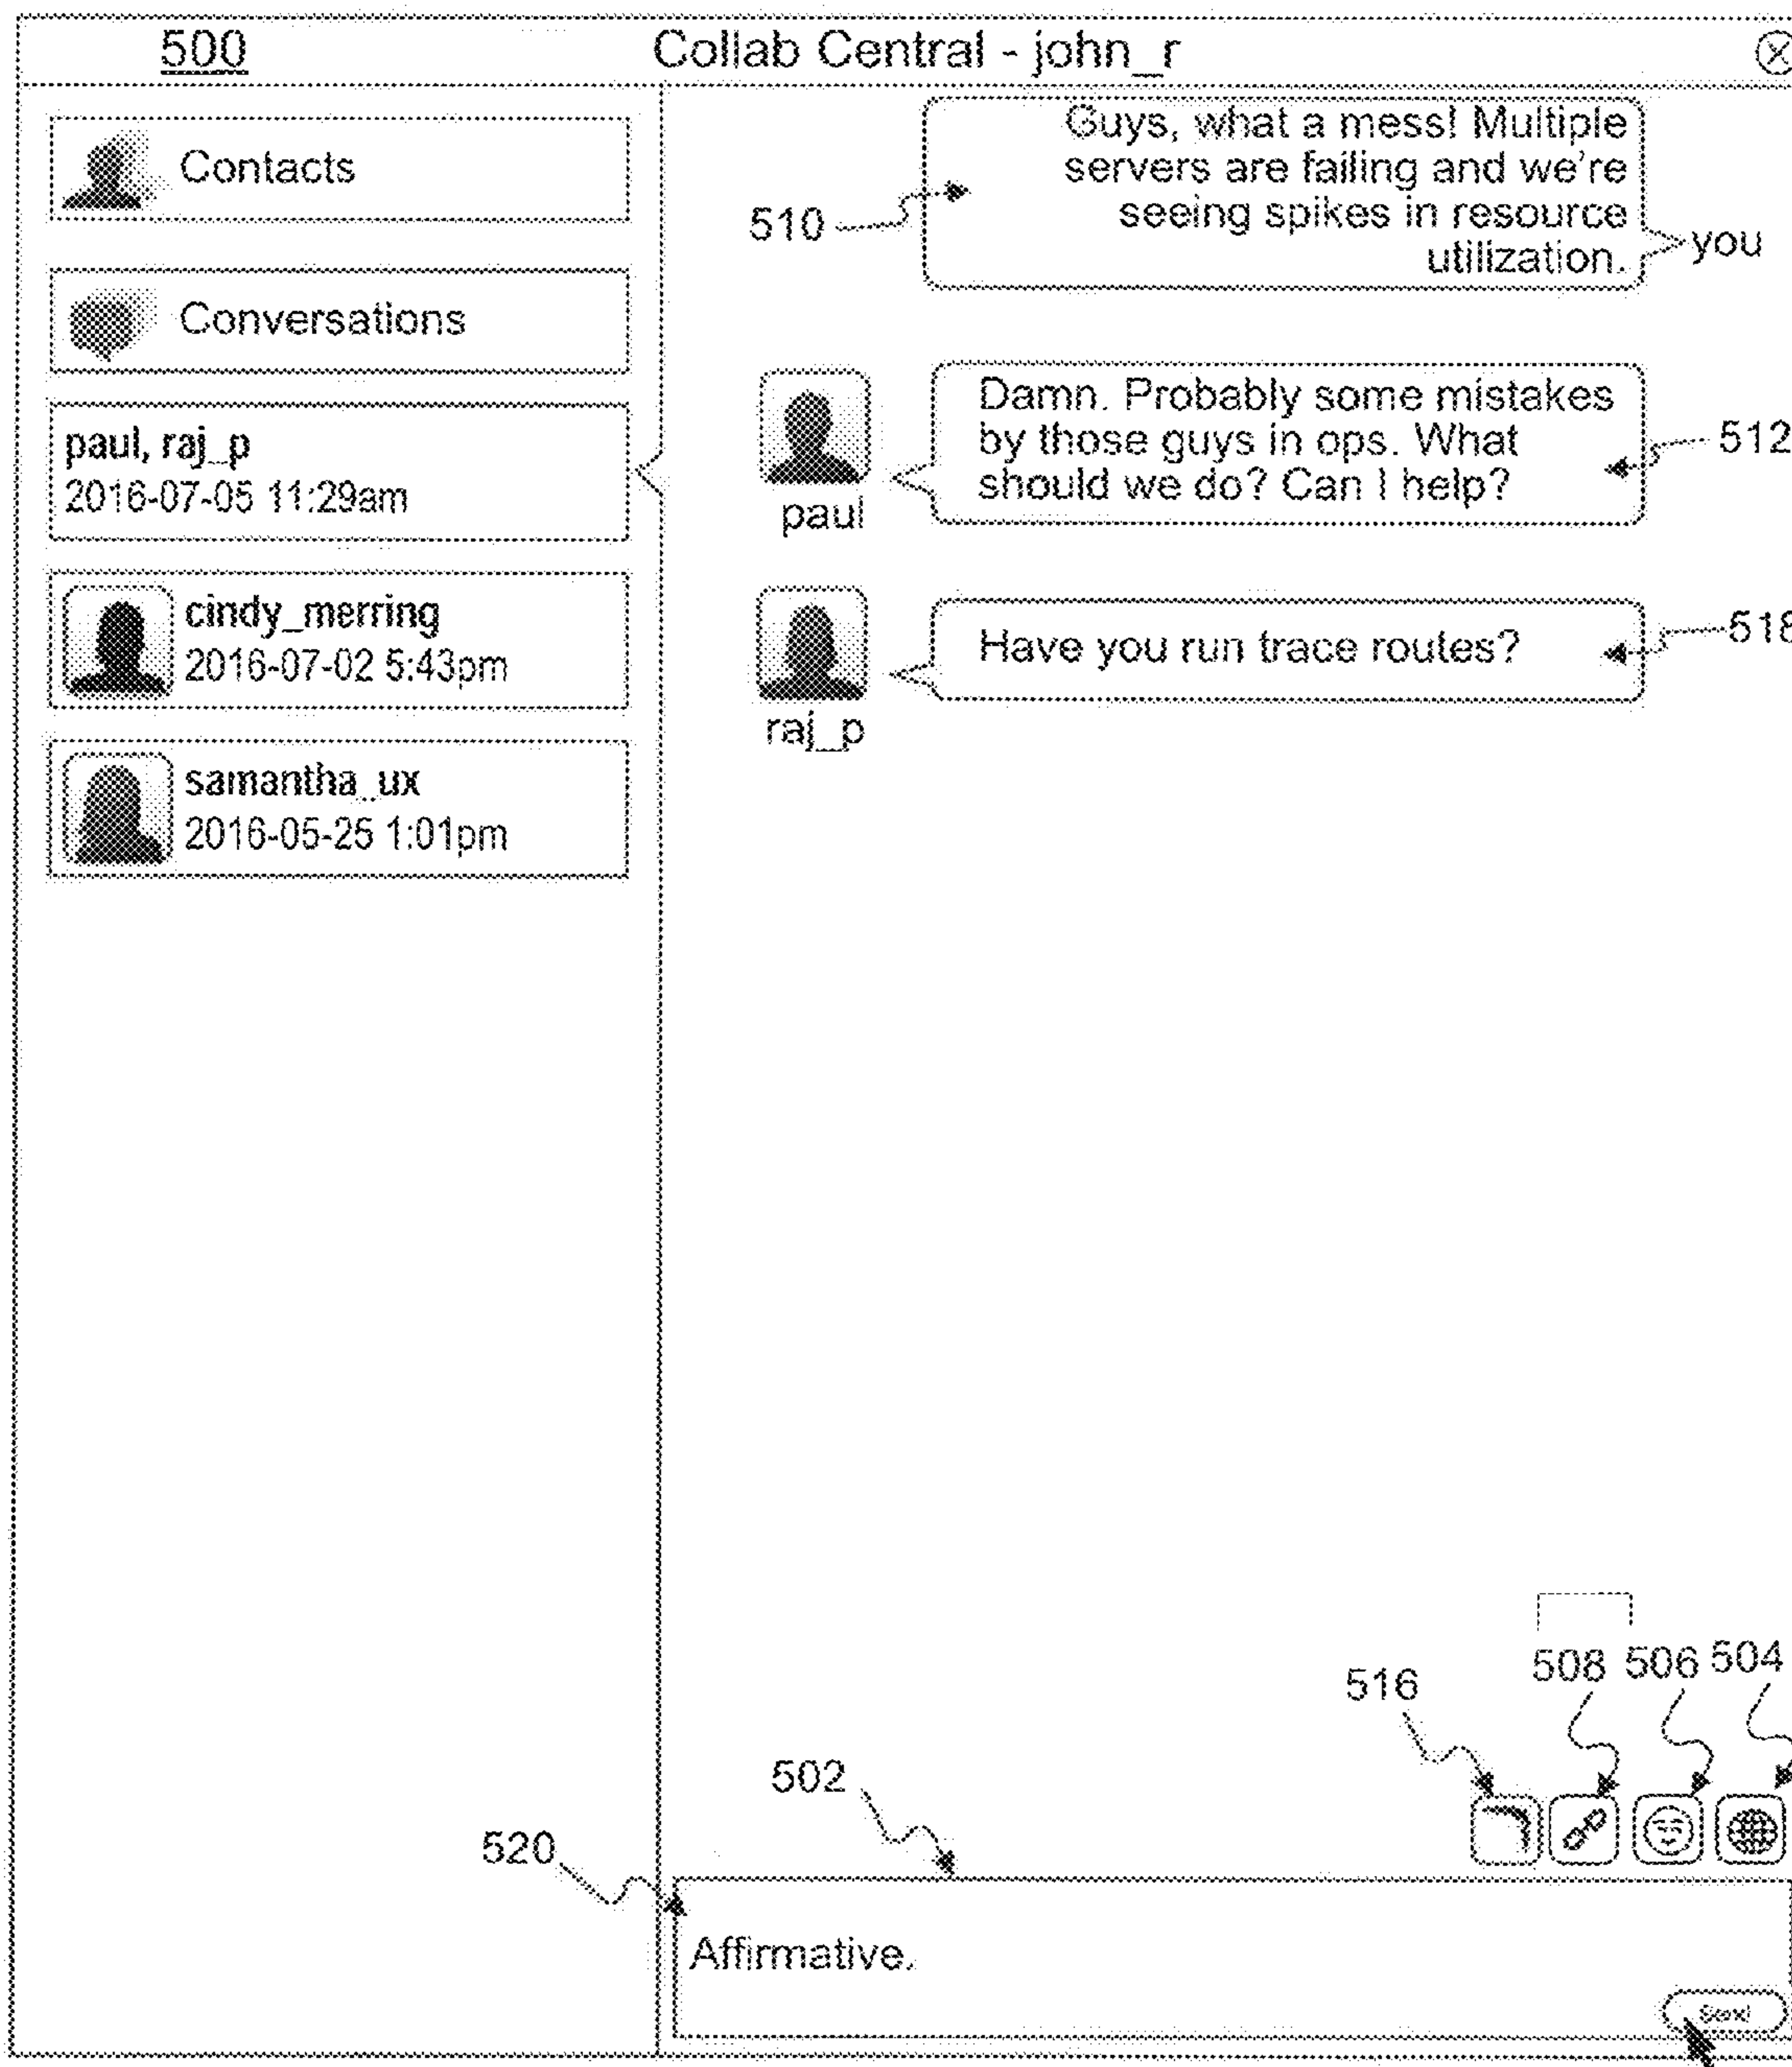 500
Collab Central - john_r
Contacts
Conversations
paul, raj_p
2016-07-05 11:29am
cindy_merring
2016-07-02 5:43pm
samantha_ux
2016-05-25 1:01pm
Guys, what a mess! Multiple
servers are failing and we're
seeing spikes in resource
utilization.
510
you
Damn. Probably some mistakes
by those guys in ops. What
should we do? Can I help?
512
paul
Have you run trace routes?
518
raj_p
508 506 504
516
502
520
Affirmative.
Send